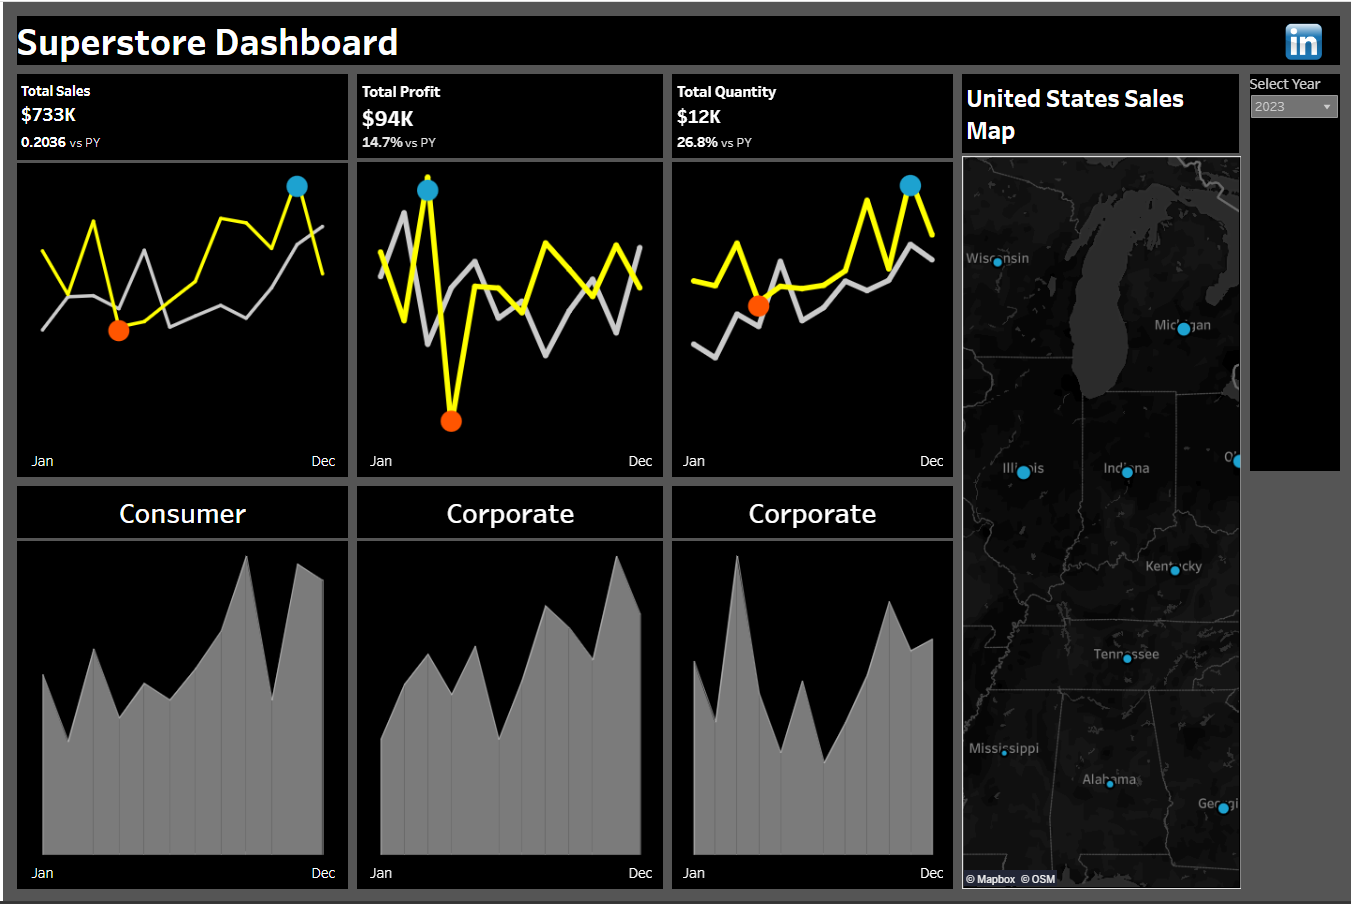 Superstore Dashboard
in
Total Sales
$733K
0.2036 vs PY
Jan
Dec
Total Profit
$94K
14.7% vs PY
Jan
Dec
Total Quantity
$12K
26.8% vs PY
Jan
Dec
United States Sales
Map
Select Year
2023
Wisconsin
Michigan
Illinois
Indiana
Kentucky
Tennessee
Mississippi
Alabama
© Mapbox © OSM
Consumer
Jan
Dec
Corporate
Jan
Dec
Corporate
Jan
Dec